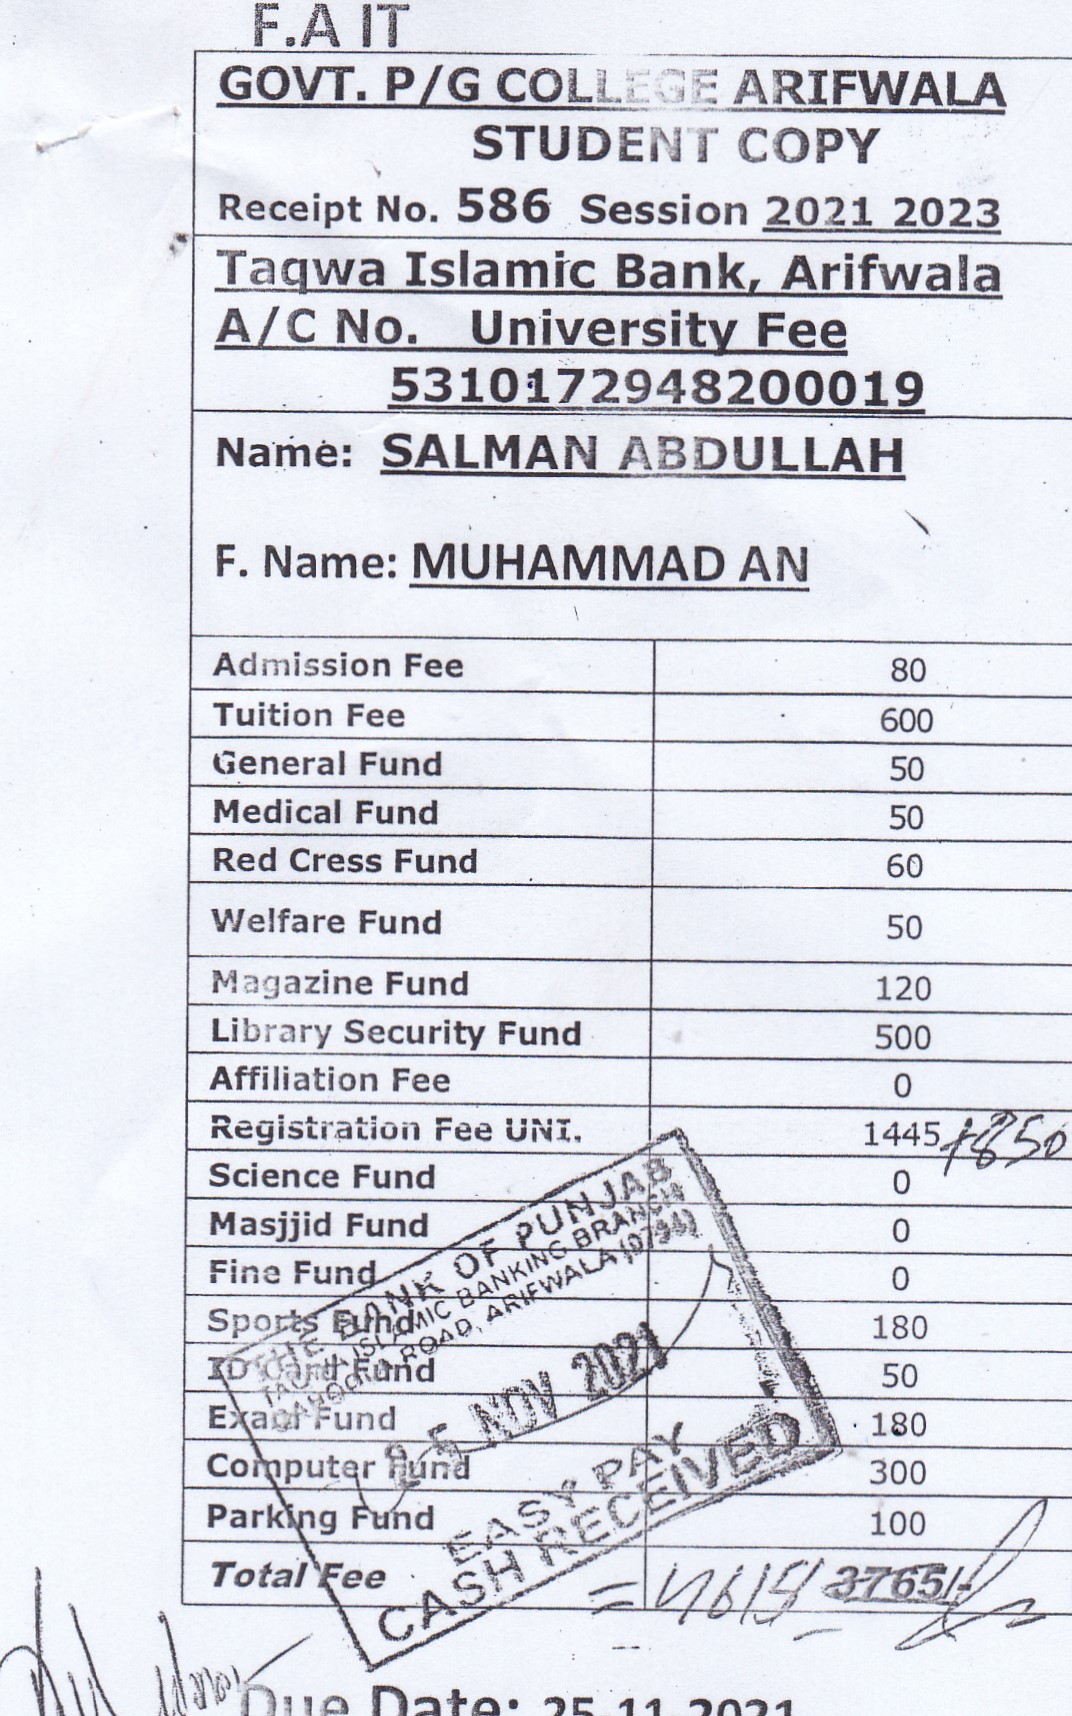 F.A IT
GOVT. P/G COLLEGE ARIFWALA
STUDENT COPY
Receipt No. 586 Session 2021 2023
Taqwa Islamic Bank, Arifwala
A/C No. University Fee
5310172948200019
Name: SALMAN ABDULLAH
F. Name: MUHAMMAD AN
Admission Fee 80
Tuition Fee 600
General Fund 50
Medical Fund 50
Red Cress Fund 60
Welfare Fund 50
Magazine Fund 120
Library Security Fund 500
Affiliation Fee 0
Registration Fee UNI. 1445 +850
Science Fund 0
Masjjid Fund 0
Fine Fund 0
Sports Fund 180
ID Card Fund 50
Exam Fund 180
Computer Fund 300
Parking Fund 100
Total Fee = 4615/ 3765/-
THE BANK OF PUNJAB
ISLAMIC BANKING BRANCH
ROAD, ARIFWALA
25 NOV 2021
EASY PAY
CASH RECEIVED
Due Date: 25-11-2021